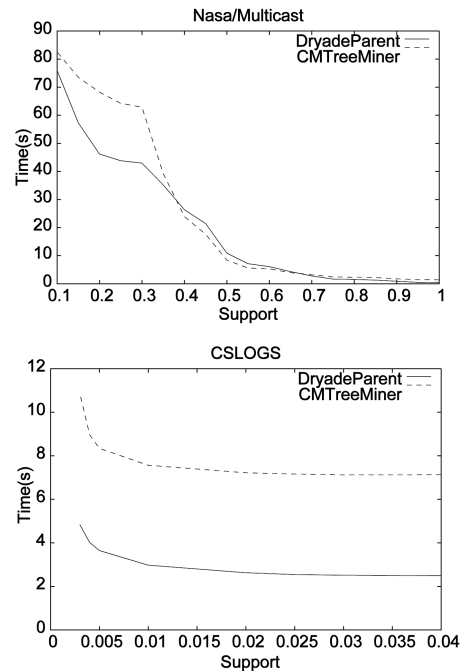 Nasa/Multicast
90
80
70
60
50
40
30
20
10
0
Time(s)
DryadeParent
CMTreeMiner
0.1 0.2 0.3 0.4 0.5 0.6 0.7 0.8 0.9 1
Support
CSLOGS
12
10
8
6
4
2
0
Time(s)
DryadeParent
CMTreeMiner
0 0.005 0.01 0.015 0.02 0.025 0.03 0.035 0.04
Support